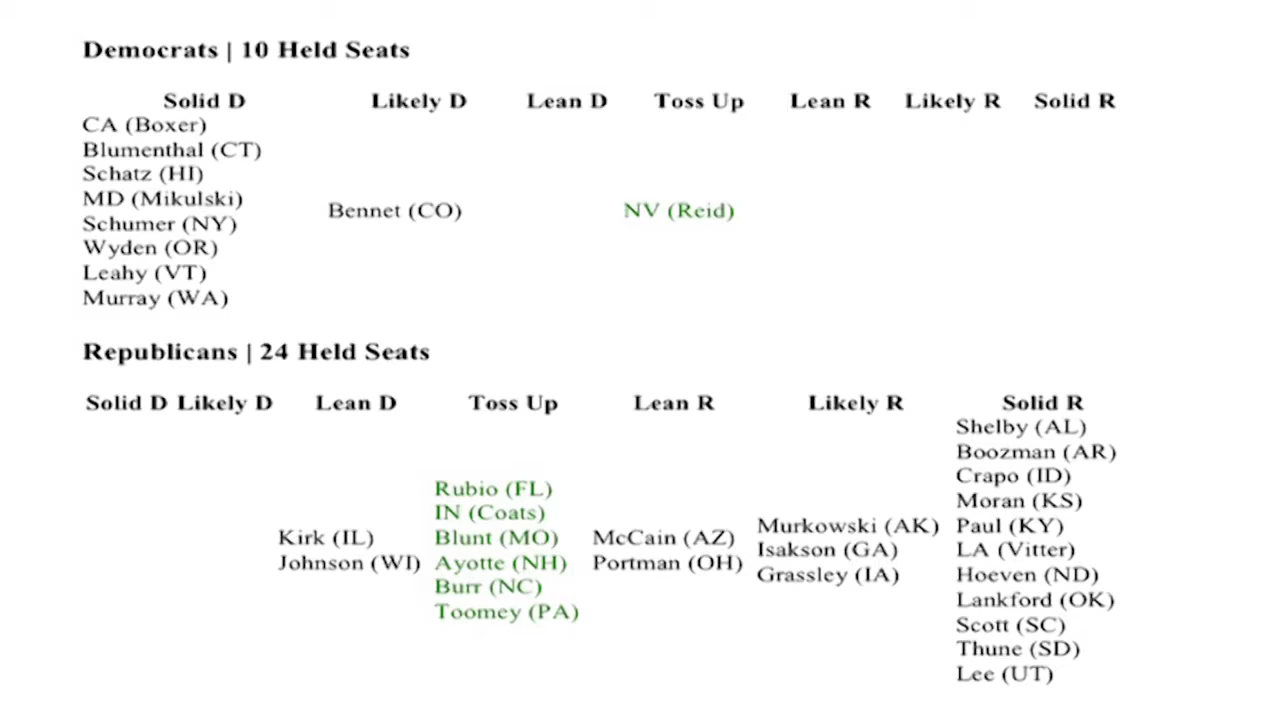 Democrats | 10 Held Seats
Solid D Likely D Lean D Toss Up Lean R Likely R Solid R
CA (Boxer)
Blumenthal (CT)
Schatz (HI)
MD (Mikulski)
Schumer (NY)
Wyden (OR)
Leahy (VT)
Murray (WA)
Bennet (CO)
NV (Reid)
Republicans | 24 Held Seats
Solid D Likely D Lean D Toss Up Lean R Likely R Solid R
Kirk (IL)
Johnson (WI)
Rubio (FL)
IN (Coats)
Blunt (MO)
Ayotte (NH)
Burr (NC)
Toomey (PA)
McCain (AZ)
Portman (OH)
Murkowski (AK)
Isakson (GA)
Grassley (IA)
Shelby (AL)
Boozman (AR)
Crapo (ID)
Moran (KS)
Paul (KY)
LA (Vitter)
Hoeven (ND)
Lankford (OK)
Scott (SC)
Thune (SD)
Lee (UT)